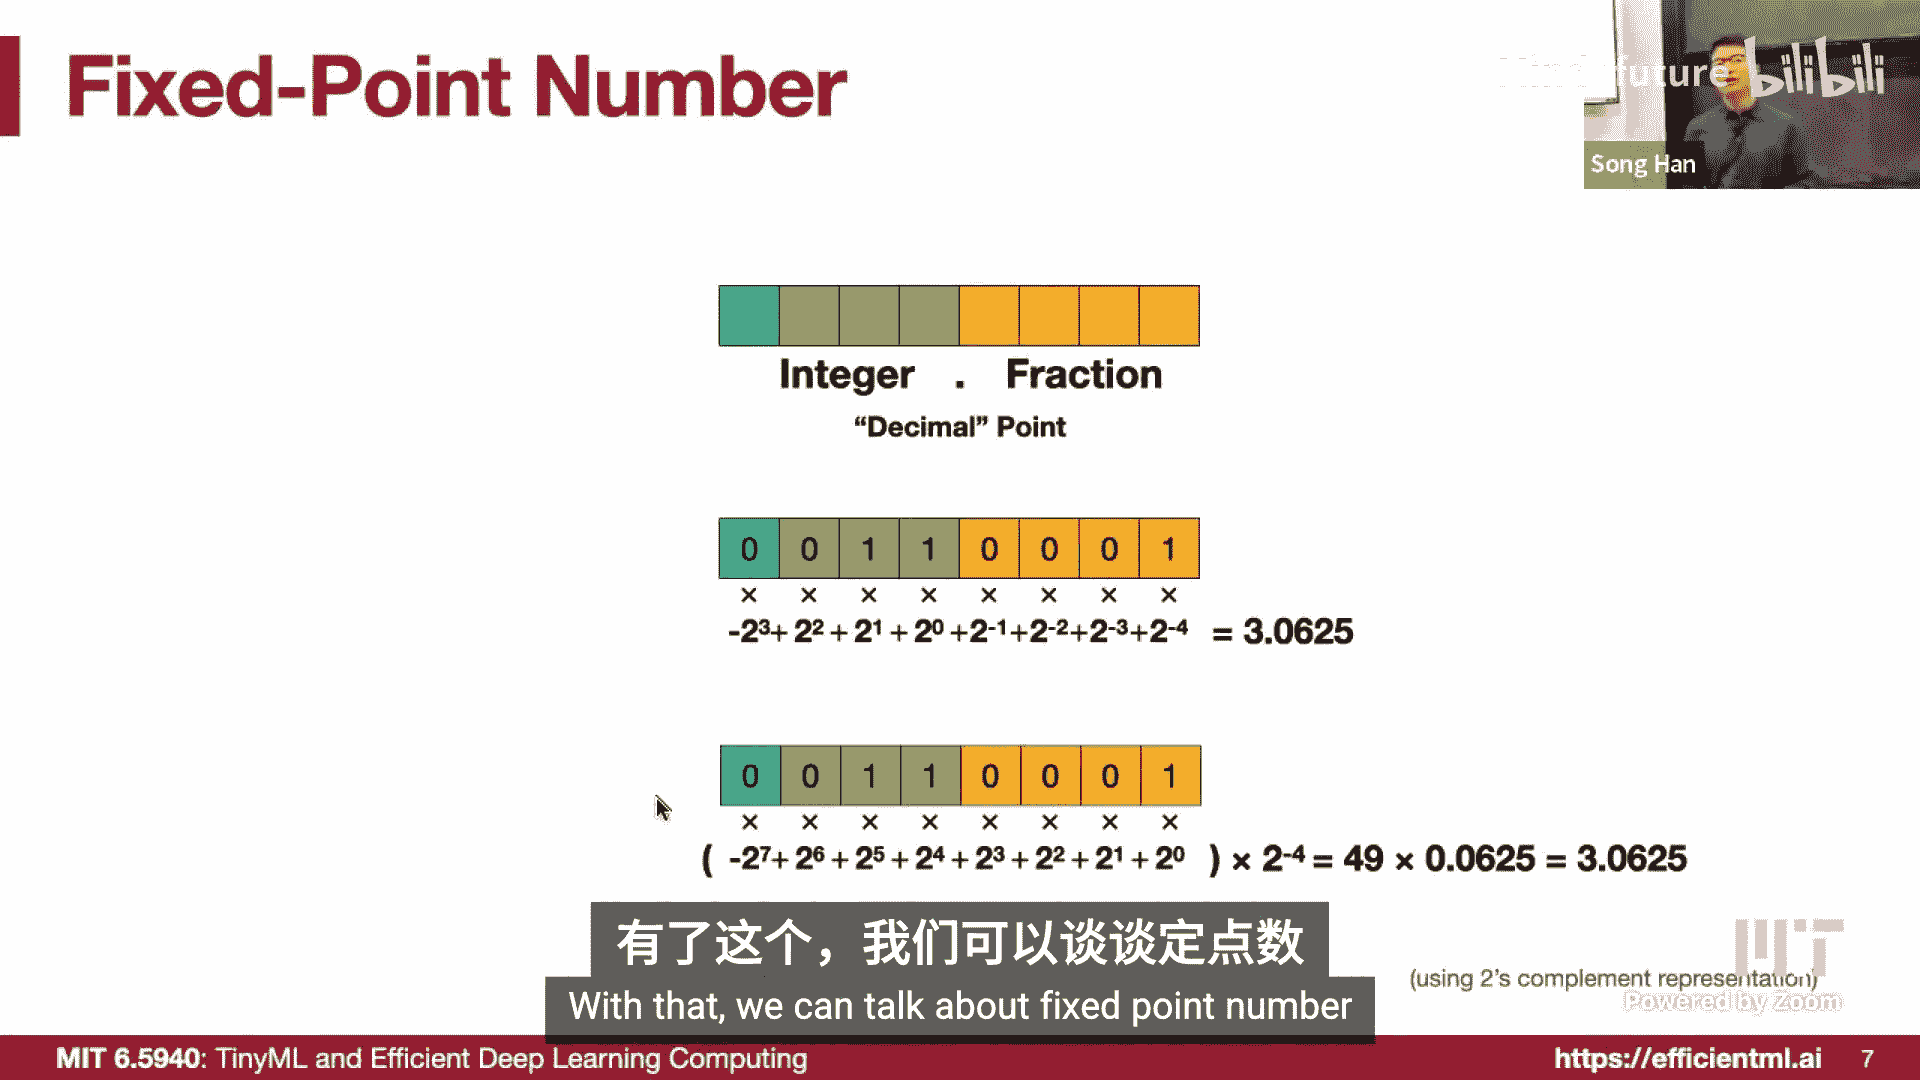 Fixed-Point Number
future
bilibili
Song Han
Integer . Fraction
“Decimal” Point
0 0 1 1 0 0 0 1
× × × × × × × ×
-2³+ 2² + 2¹ + 2⁰ +2⁻¹+2⁻²+2⁻³+2⁻⁴ = 3.0625
0 0 1 1 0 0 0 1
× × × × × × × ×
( -2⁷+ 2⁶ + 2⁵ + 2⁴ + 2³ + 2² + 2¹ + 2⁰ ) × 2⁻⁴ = 49 × 0.0625 = 3.0625
有了这个，我们可以谈谈定点数
With that, we can talk about fixed point number
MIT
(using 2's complement representation)
Powered by Zoom
MIT 6.5940: TinyML and Efficient Deep Learning Computing
https://efficientml.ai 7